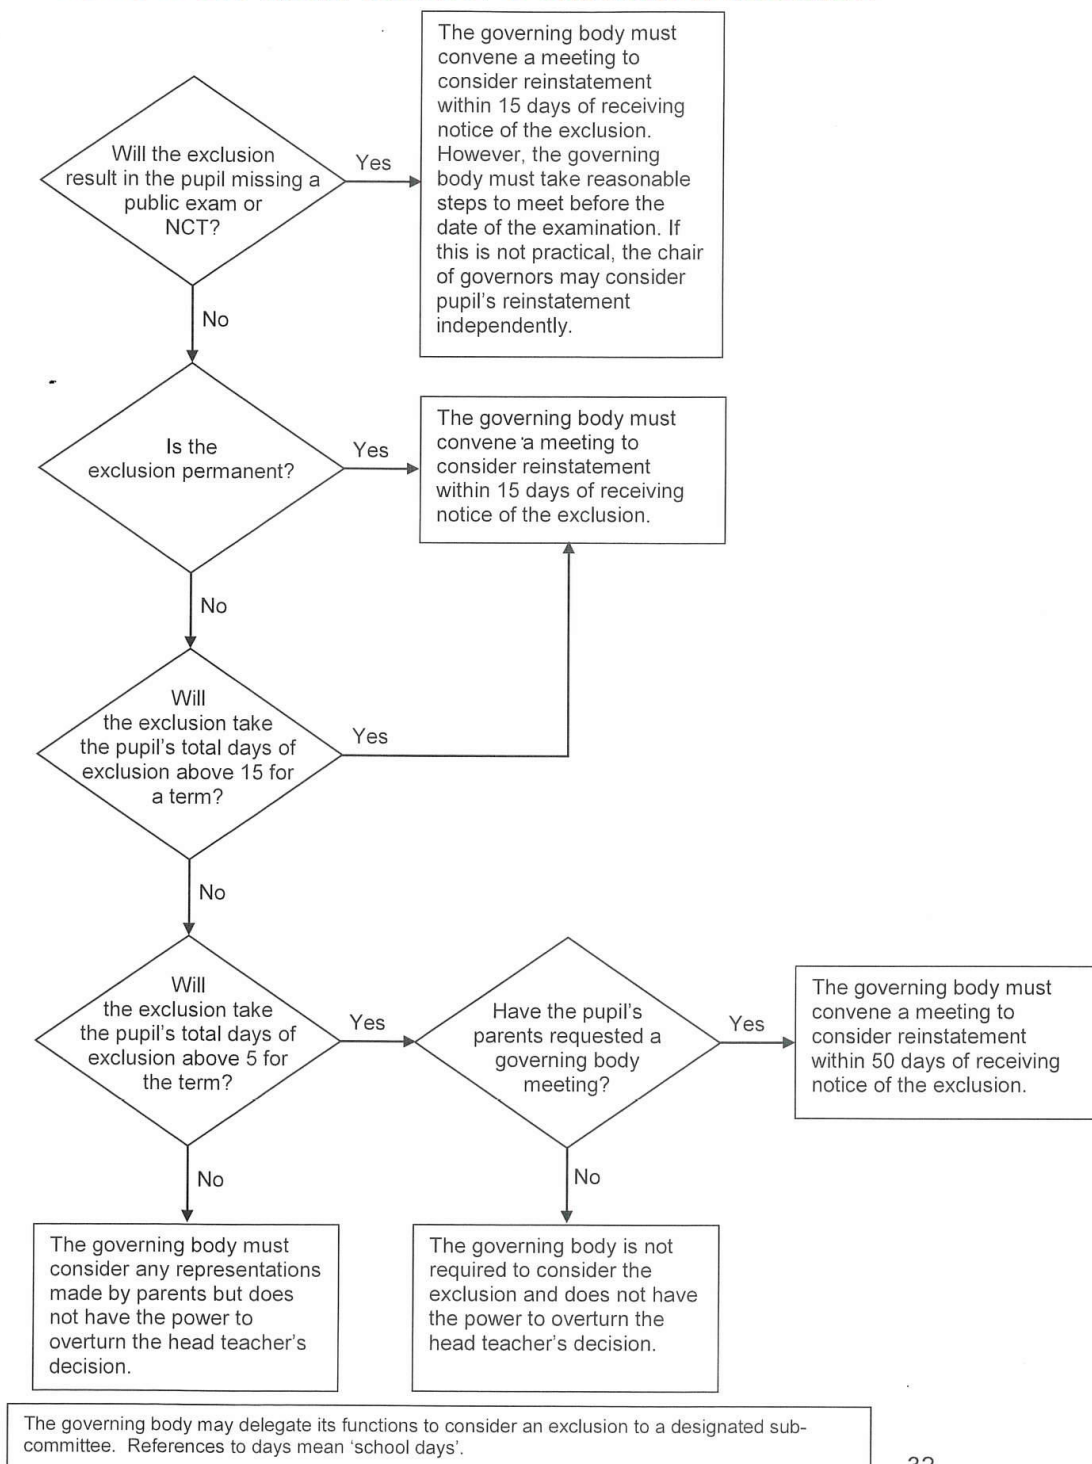 The governing body must
convene a meeting to
consider reinstatement
within 15 days of receiving
notice of the exclusion.
However, the governing
body must take reasonable
steps to meet before the
date of the examination. If
this is not practical, the chair
of governors may consider
pupil's reinstatement
independently.
Will the exclusion
result in the pupil missing a
public exam or
NCT?
Yes
No
Is the
exclusion permanent?
Yes
The governing body must
convene a meeting to
consider reinstatement
within 15 days of receiving
notice of the exclusion.
No
Will
the exclusion take
the pupil's total days of
exclusion above 15 for
a term?
Yes
No
Will
the exclusion take
the pupil's total days of
exclusion above 5 for
the term?
Yes
Have the pupil's
parents requested a
governing body
meeting?
Yes
The governing body must
convene a meeting to
consider reinstatement
within 50 days of receiving
notice of the exclusion.
No
No
The governing body must
consider any representations
made by parents but does
not have the power to
overturn the head teacher's
decision.
The governing body is not
required to consider the
exclusion and does not have
the power to overturn the
head teacher's decision.
The governing body may delegate its functions to consider an exclusion to a designated sub-
committee. References to days mean 'school days'.